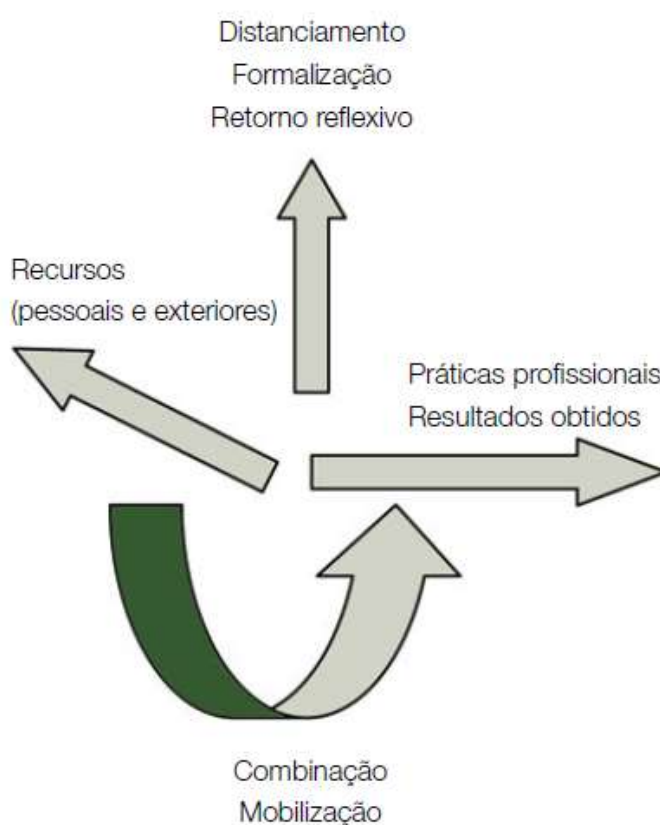 Distanciamento
Formalização
Retorno reflexivo
Recursos
(pessoais e exteriores)
Práticas profissionais
Resultados obtidos
Combinação
Mobilização